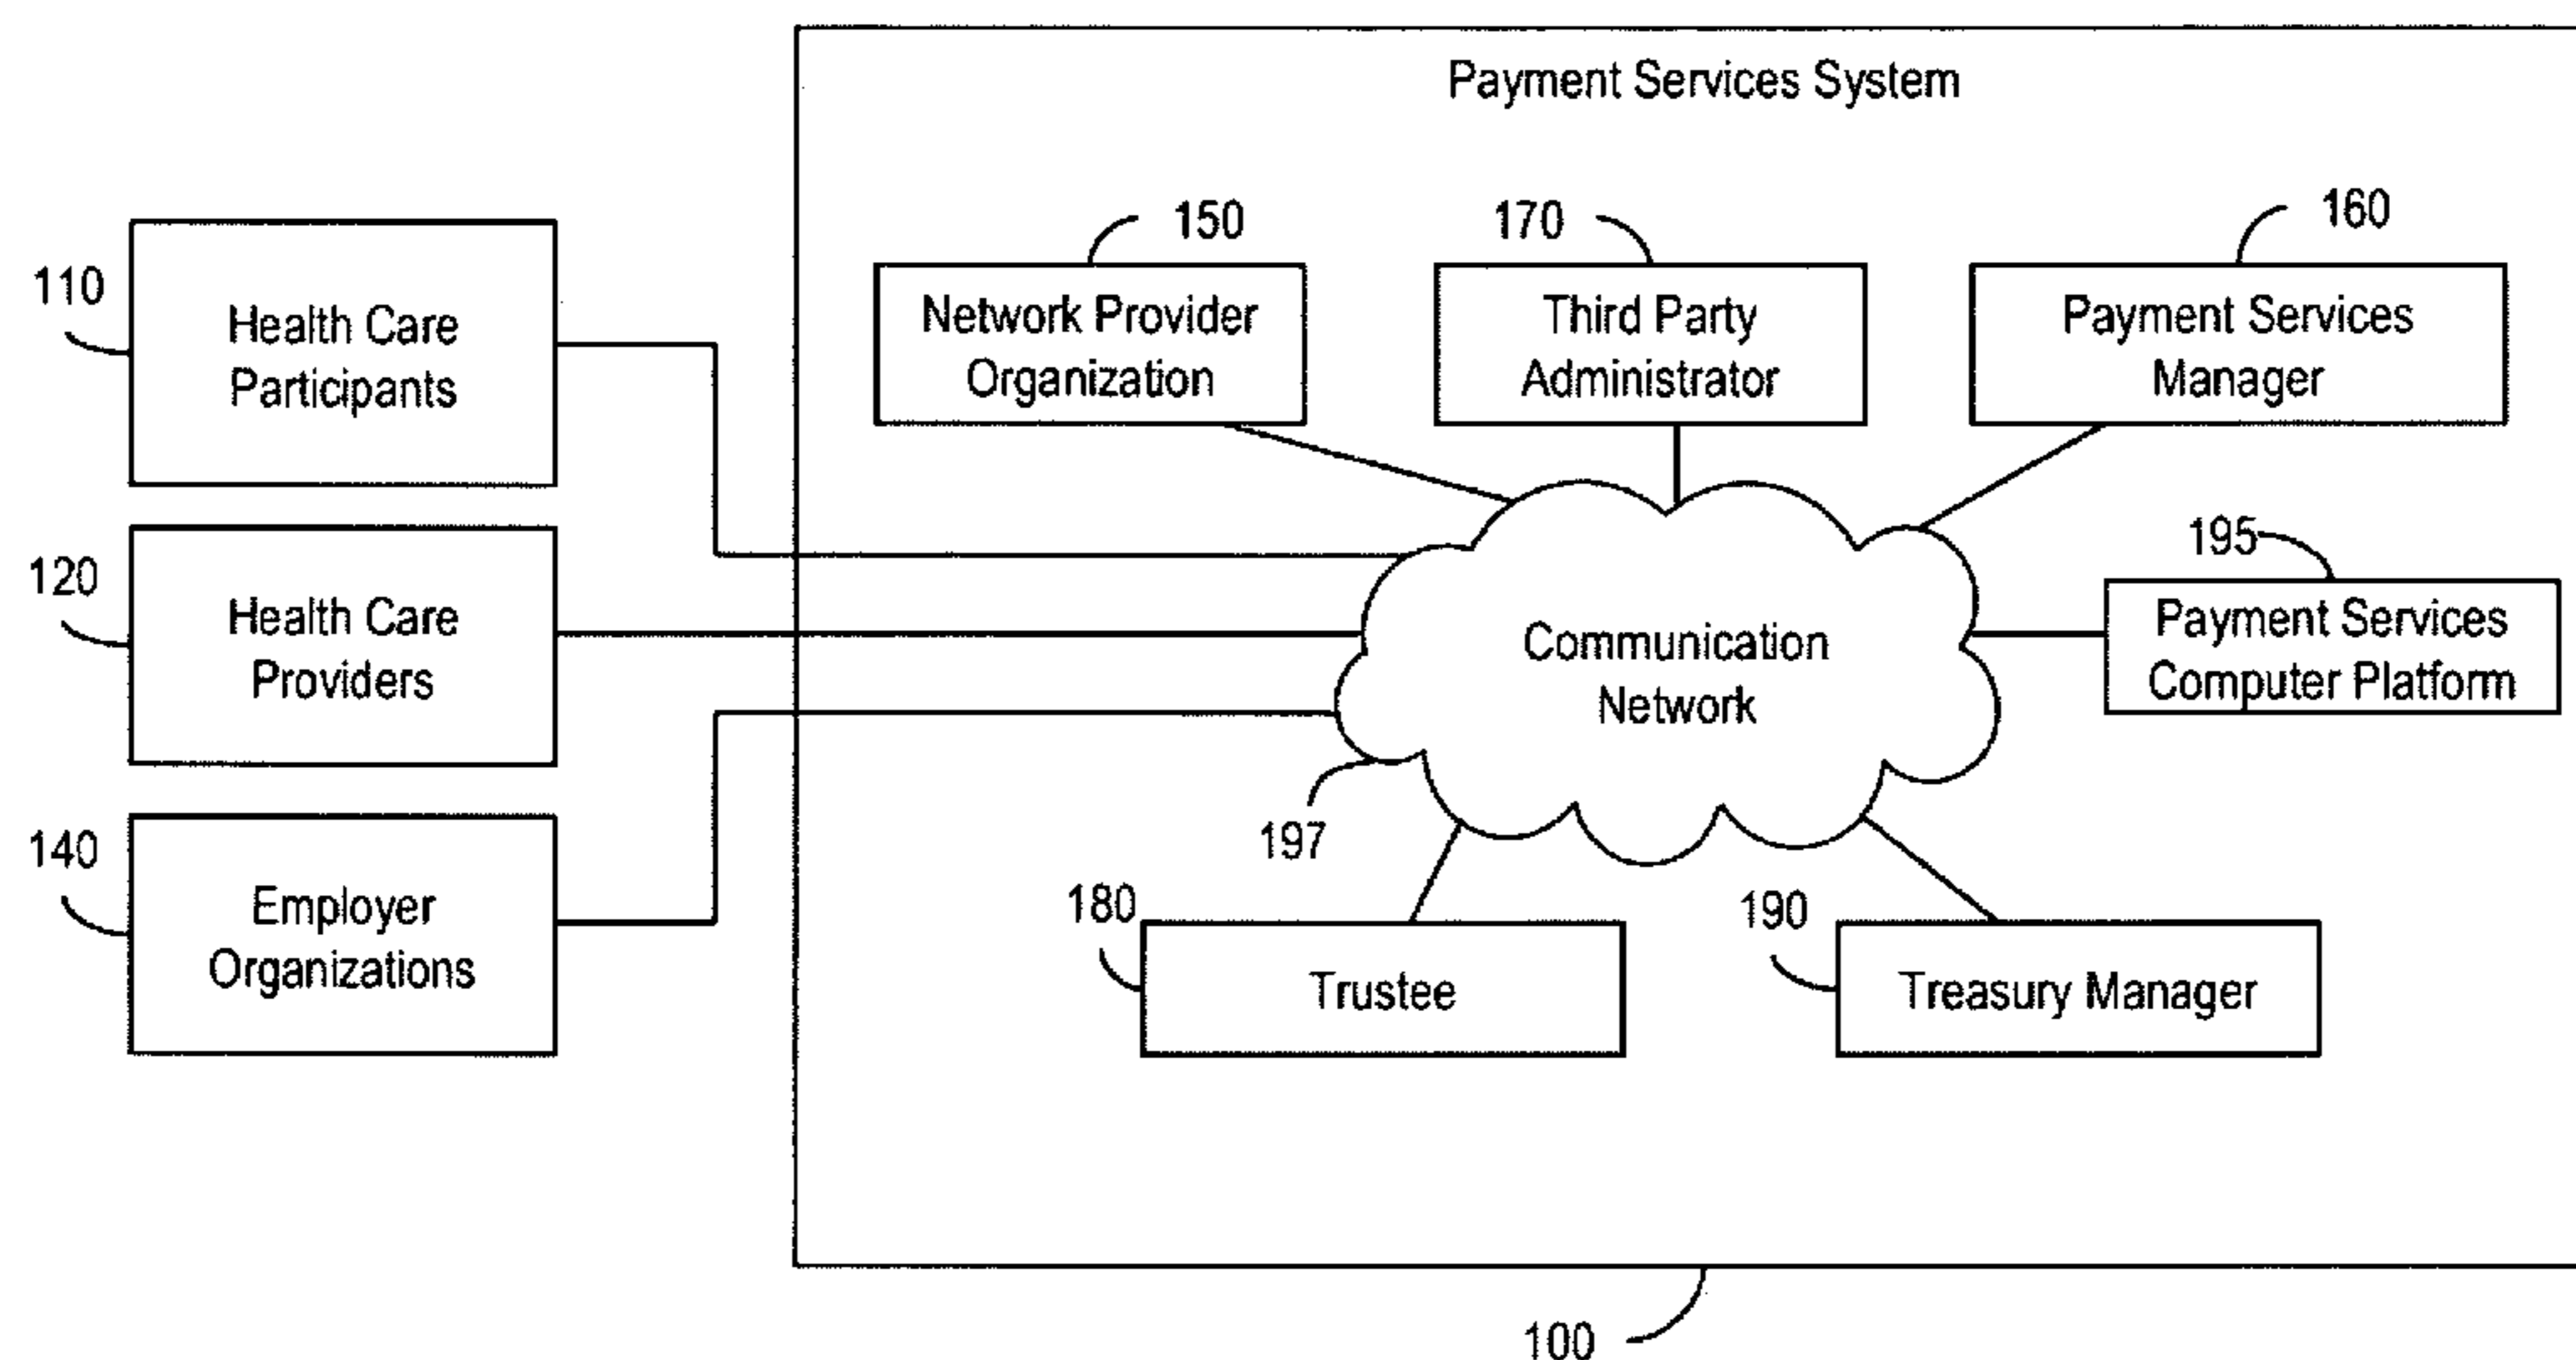 Payment Services System
110
Health Care
Participants
120
Health Care
Providers
140
Employer
Organizations
150
Network Provider
Organization
170
Third Party
Administrator
160
Payment Services
Manager
195
Payment Services
Computer Platform
Communication
Network
197
180
Trustee
190
Treasury Manager
100